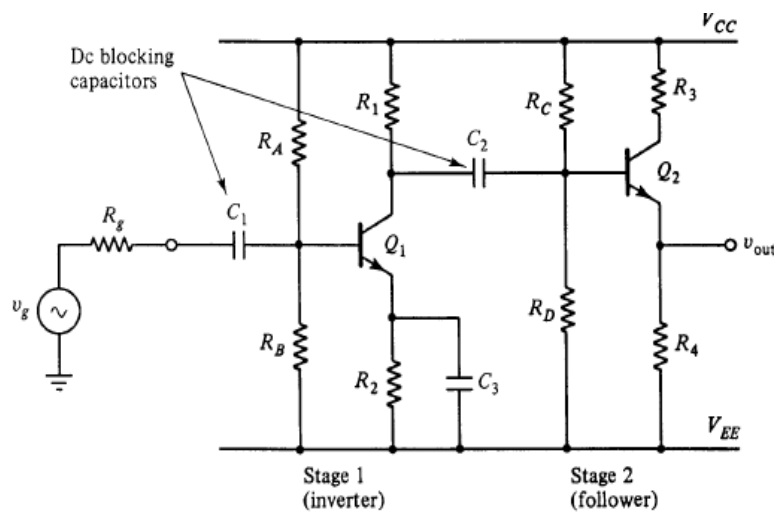 V_CC
Dc blocking
capacitors
R_1
R_C
R_3
R_A
C_2
Q_2
R_g
C_1
Q_1
v_out
v_g
R_B
R_D
R_2
C_3
R_4
V_EE
Stage 1
(inverter)
Stage 2
(follower)